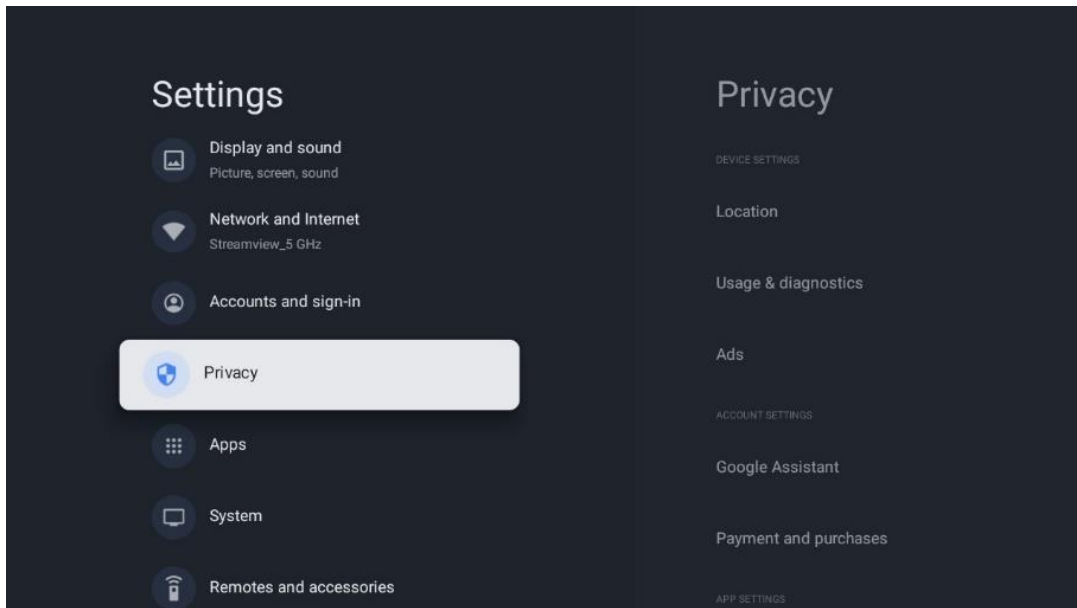 Settings
Display and sound
Picture, screen, sound
Network and Internet
Streamview_5 GHz
Accounts and sign-in
Privacy
Apps
System
Remotes and accessories
Privacy
DEVICE SETTINGS
Location
Usage & diagnostics
Ads
ACCOUNT SETTINGS
Google Assistant
Payment and purchases
APP SETTINGS